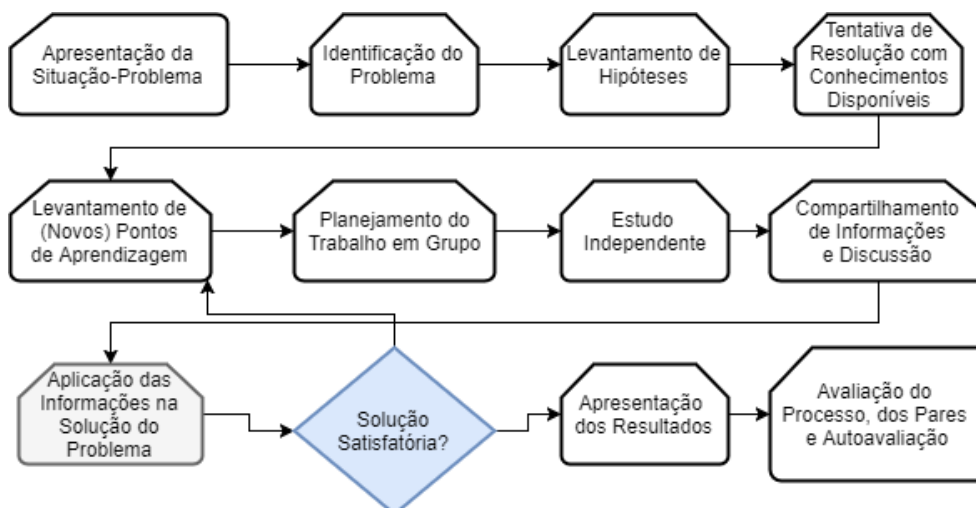 Apresentação da
Situação-Problema
Identificação do
Problema
Levantamento de
Hipóteses
Tentativa de
Resolução com
Conhecimentos
Disponíveis
Levantamento de
(Novos) Pontos
de Aprendizagem
Planejamento do
Trabalho em Grupo
Estudo
Independente
Compartilhamento
de Informações
e Discussão
Aplicação das
Informações na
Solução do
Problema
Solução
Satisfatória?
Apresentação
dos Resultados
Avaliação do
Processo, dos Pares
e Autoavaliação